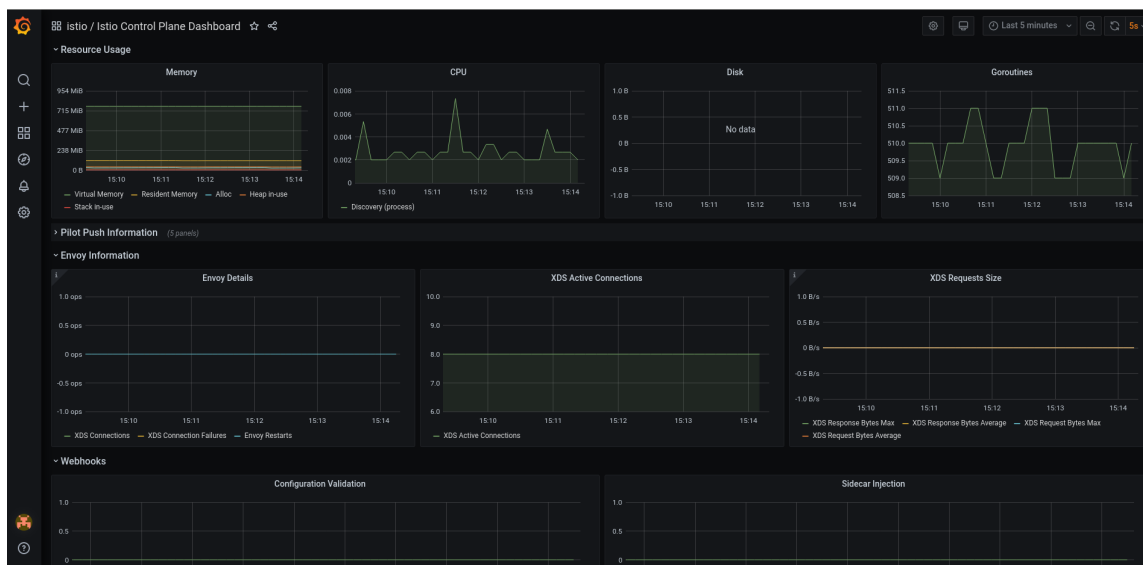 istio / Istio Control Plane Dashboard
Last 5 minutes
5s
Resource Usage
Memory
954 MiB
715 MiB
477 MiB
238 MiB
0 B
15:10 15:11 15:12 15:13 15:14
Virtual Memory Resident Memory Alloc Heap in-use
Stack in-use
CPU
0.008
0.006
0.004
0.002
0
15:10 15:11 15:12 15:13 15:14
Discovery (process)
Disk
1.0 B
0.5 B
0 B
-0.5 B
-1.0 B
No data
15:10 15:11 15:12 15:13 15:14
Goroutines
511.5
511.0
510.5
510.0
509.5
509.0
508.5
15:10 15:11 15:12 15:13 15:14
Pilot Push Information (5 panels)
Envoy Information
i
Envoy Details
1.0 ops
0.5 ops
0 ops
-0.5 ops
-1.0 ops
15:10 15:11 15:12 15:13 15:14
XDS Connections XDS Connection Failures Envoy Restarts
XDS Active Connections
10.0
9.0
8.0
7.0
6.0
15:10 15:11 15:12 15:13 15:14
XDS Active Connections
i
XDS Requests Size
1.0 B/s
0.5 B/s
0 B/s
-0.5 B/s
-1.0 B/s
15:10 15:11 15:12 15:13 15:14
XDS Response Bytes Max XDS Response Bytes Average XDS Request Bytes Max
XDS Request Bytes Average
Webhooks
Configuration Validation
1.0
0.5
0
Sidecar Injection
1.0
0.5
0